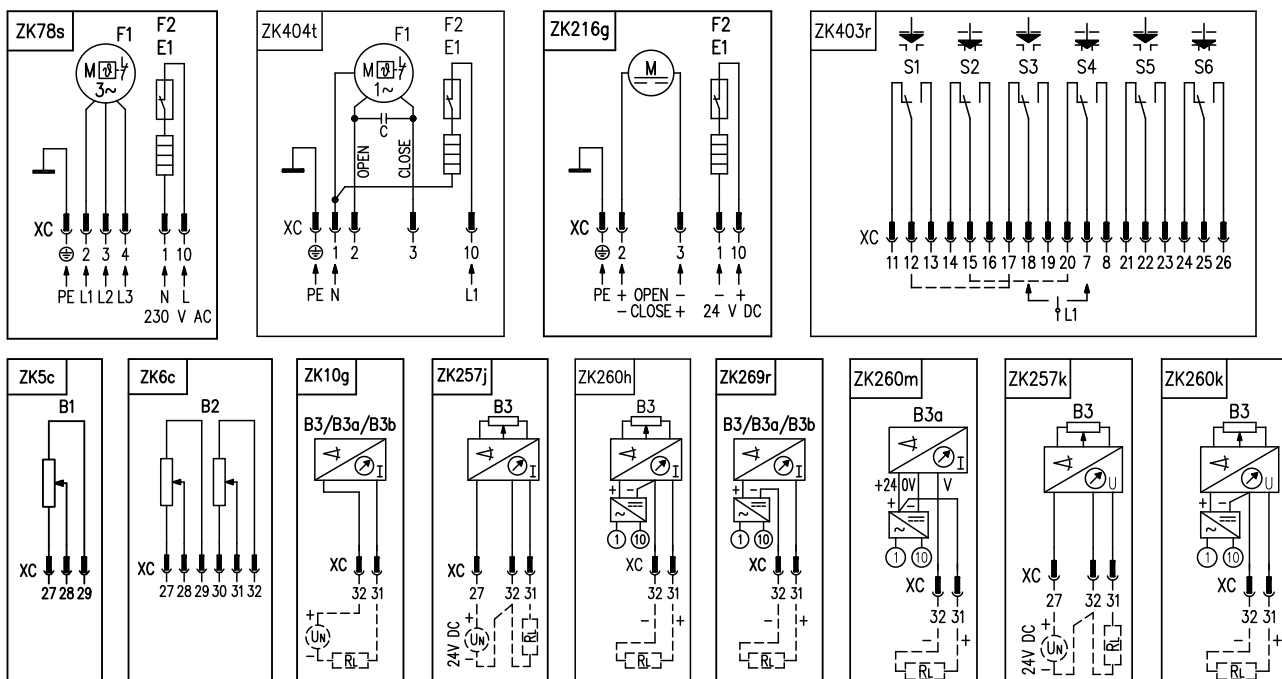 ZK78s
F1
F2
E1
M ϑ
3~
XC
2 3 4 1 10
PE L1 L2 L3 N L
230 V AC
ZK404t
F1
F2
E1
M ϑ
1~
C
OPEN
CLOSE
XC
1 2 3 10
PE N L1
ZK216g
F2
E1
M
XC
2 3 1 10
PE + OPEN − − +
− CLOSE + 24 V DC
ZK403r
S1 S2 S3 S4 S5 S6
XC
11 12 13 14 15 16 17 18 19 20 7 8 21 22 23 24 25 26
L1
ZK5c
B1
XC
27 28 29
ZK6c
B2
XC
27 28 29 30 31 32
ZK10g
B3/B3a/B3b
I
XC
32 31
+
UN
−
RL
ZK257j
B3
I
XC
27 32 31
24V DC
+
UN
−
RL
ZK260h
B3
I
+ −
~
1 10
XC
32 31
− +
RL
ZK269r
B3/B3a/B3b
I
+ −
~
1 10
XC
32 31
− +
RL
ZK260m
B3a
I
+24 0V V
+ −
~
1 10
XC
32 31
− +
RL
ZK257k
B3
U
XC
27 32 31
24V DC
+
UN
−
RL
ZK260k
B3
U
+ −
~
1 10
XC
32 31
− +
RL